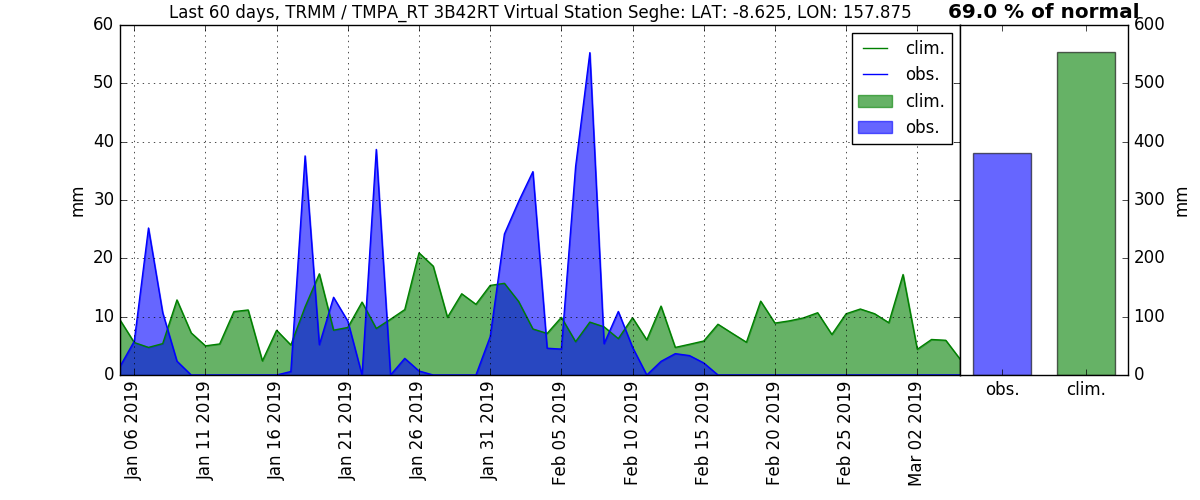 Last 60 days, TRMM / TMPA_RT 3B42RT Virtual Station Seghe: LAT: -8.625, LON: 157.875
69.0 % of normal
60
50
40
30
20
10
0
mm
clim.
obs.
clim.
obs.
600
500
400
300
200
100
0
mm
Jan 06 2019
Jan 11 2019
Jan 16 2019
Jan 21 2019
Jan 26 2019
Jan 31 2019
Feb 05 2019
Feb 10 2019
Feb 15 2019
Feb 20 2019
Feb 25 2019
Mar 02 2019
obs.
clim.